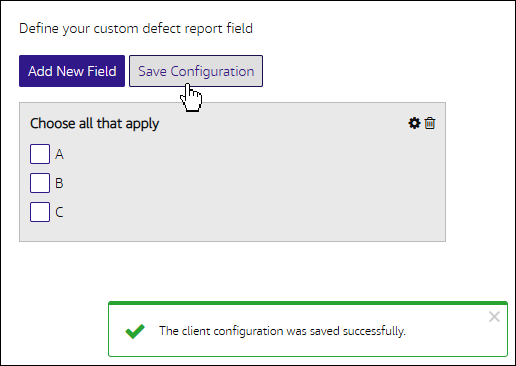 Define your custom defect report field
Add New Field
Save Configuration
Choose all that apply
A
B
C
The client configuration was saved successfully.